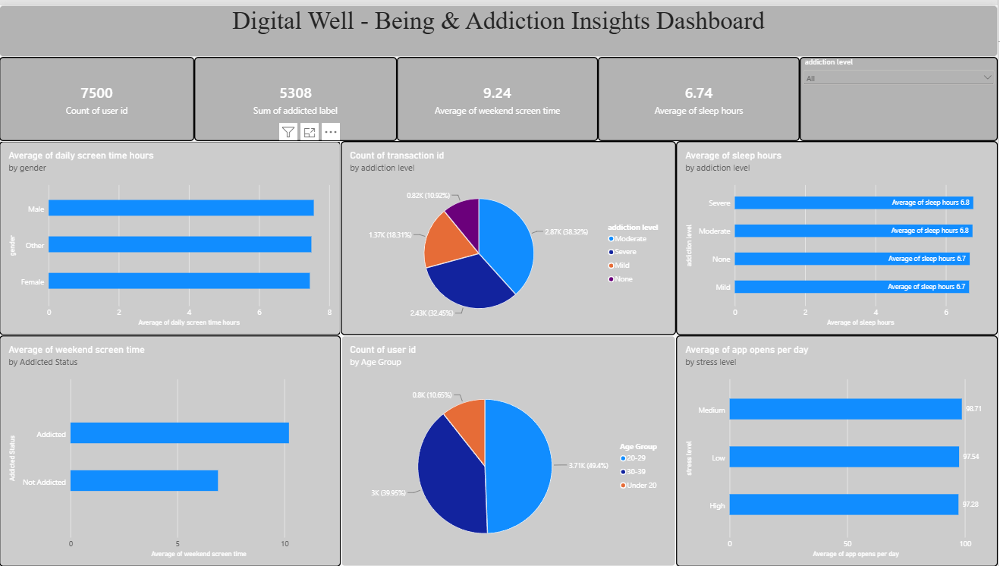 Digital Well - Being & Addiction Insights Dashboard
7500
Count of user id
5308
Sum of addicted label
9.24
Average of weekend screen time
6.74
Average of sleep hours
addiction level
All
Average of daily screen time hours
by gender
gender
Male
Other
Female
0 2 4 6 8
Average of daily screen time hours
Count of transaction id
by addiction level
0.82K (10.92%)
1.37K (18.31%)
2.87K (38.32%)
2.43K (32.45%)
addiction level
Moderate
Severe
Mild
None
Average of sleep hours
by addiction level
addiction level
Severe Average of sleep hours 6.8
Moderate Average of sleep hours 6.8
None Average of sleep hours 6.7
Mild Average of sleep hours 6.7
0 2 4 6
Average of sleep hours
Average of weekend screen time
by Addicted Status
Addicted Status
Addicted
Not Addicted
0 5 10
Average of weekend screen time
Count of user id
by Age Group
0.8K (10.65%)
3.71K (49.4%)
3K (39.95%)
Age Group
20-29
30-39
Under 20
Average of app opens per day
by stress level
stress level
Medium 98.71
Low 97.54
High 97.28
0 50 100
Average of app opens per day